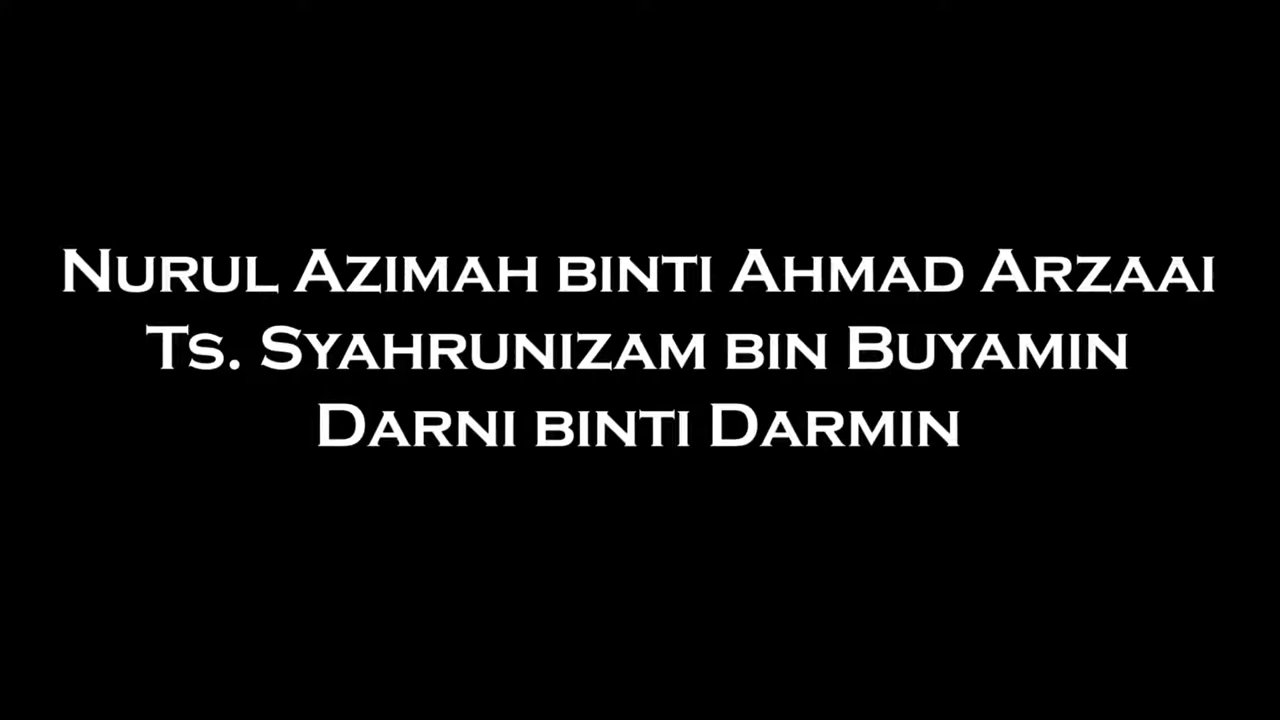 Nurul Azimah binti Ahmad Arzaai
Ts. Syahrunizam bin Buyamin
Darni binti Darmin